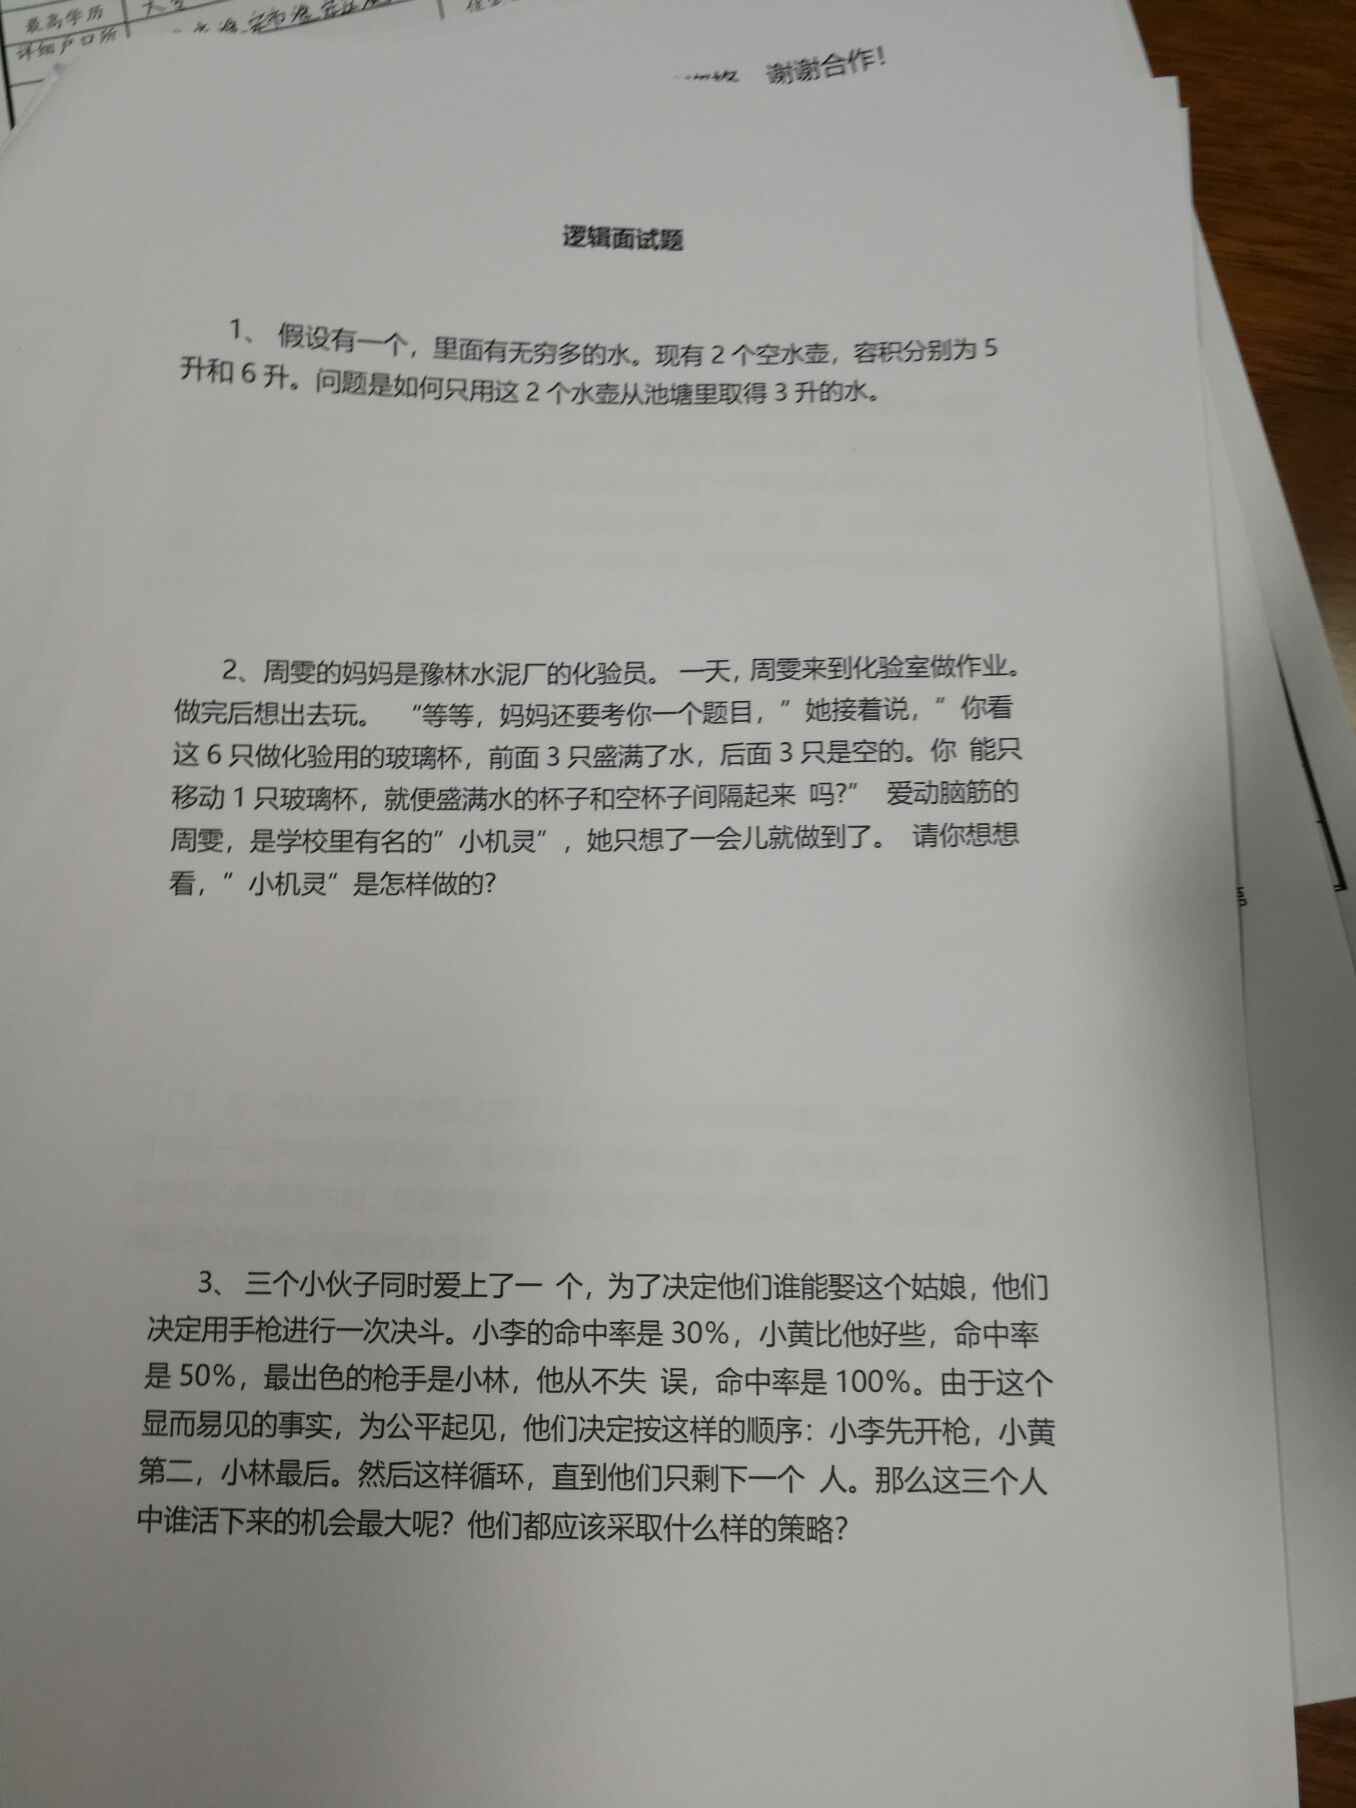 最高学历
详细户口所
谢谢合作!
逻辑面试题
1、 假设有一个，里面有无穷多的水。现有 2 个空水壶，容积分别为 5
升和 6 升。问题是如何只用这 2 个水壶从池塘里取得 3 升的水。
2、周雯的妈妈是豫林水泥厂的化验员。 一天, 周雯来到化验室做作业。
做完后想出去玩。 “等等，妈妈还要考你一个题目，”她接着说，”你看
这 6 只做化验用的玻璃杯，前面 3 只盛满了水，后面 3 只是空的。你 能只
移动 1 只玻璃杯，就便盛满水的杯子和空杯子间隔起来 吗?” 爱动脑筋的
周雯，是学校里有名的”小机灵”，她只想了一会儿就做到了。 请你想想
看，”小机灵”是怎样做的?
3、 三个小伙子同时爱上了一 个，为了决定他们谁能娶这个姑娘，他们
决定用手枪进行一次决斗。小李的命中率是 30%，小黄比他好些，命中率
是 50%，最出色的枪手是小林，他从不失 误，命中率是 100%。由于这个
显而易见的事实，为公平起见，他们决定按这样的顺序：小李先开枪，小黄
第二，小林最后。然后这样循环，直到他们只剩下一个 人。那么这三个人
中谁活下来的机会最大呢？他们都应该采取什么样的策略？